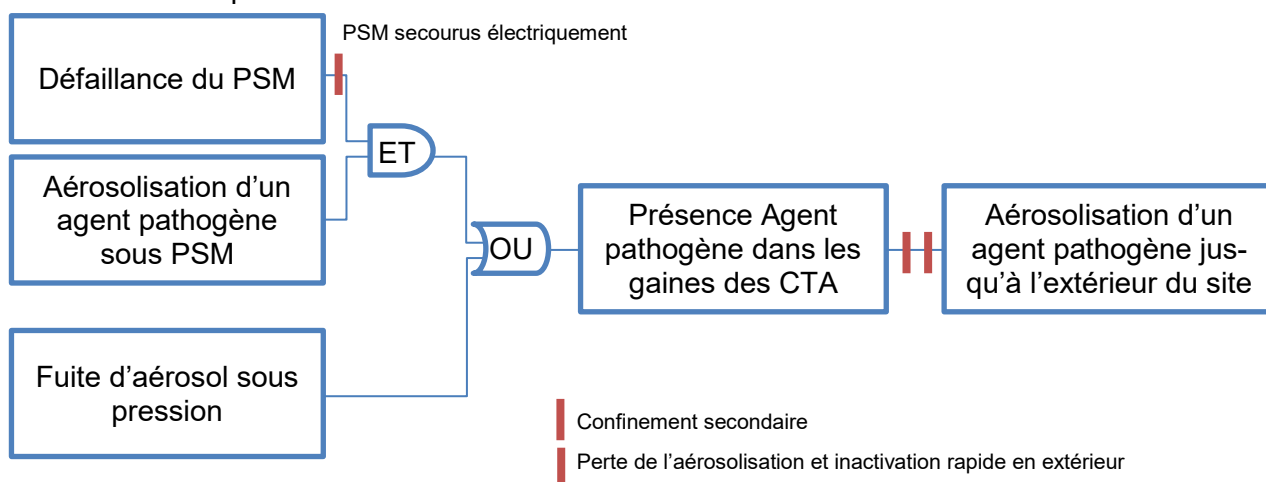 PSM secourus électriquement
Défaillance du PSM
ET
Aérosolisation d’un
agent pathogène
sous PSM
OU
Présence Agent
pathogène dans les
gaines des CTA
Aérosolisation d’un
agent pathogène jus-
qu’à l’extérieur du site
Fuite d’aérosol sous
pression
Confinement secondaire
Perte de l’aérosolisation et inactivation rapide en extérieur